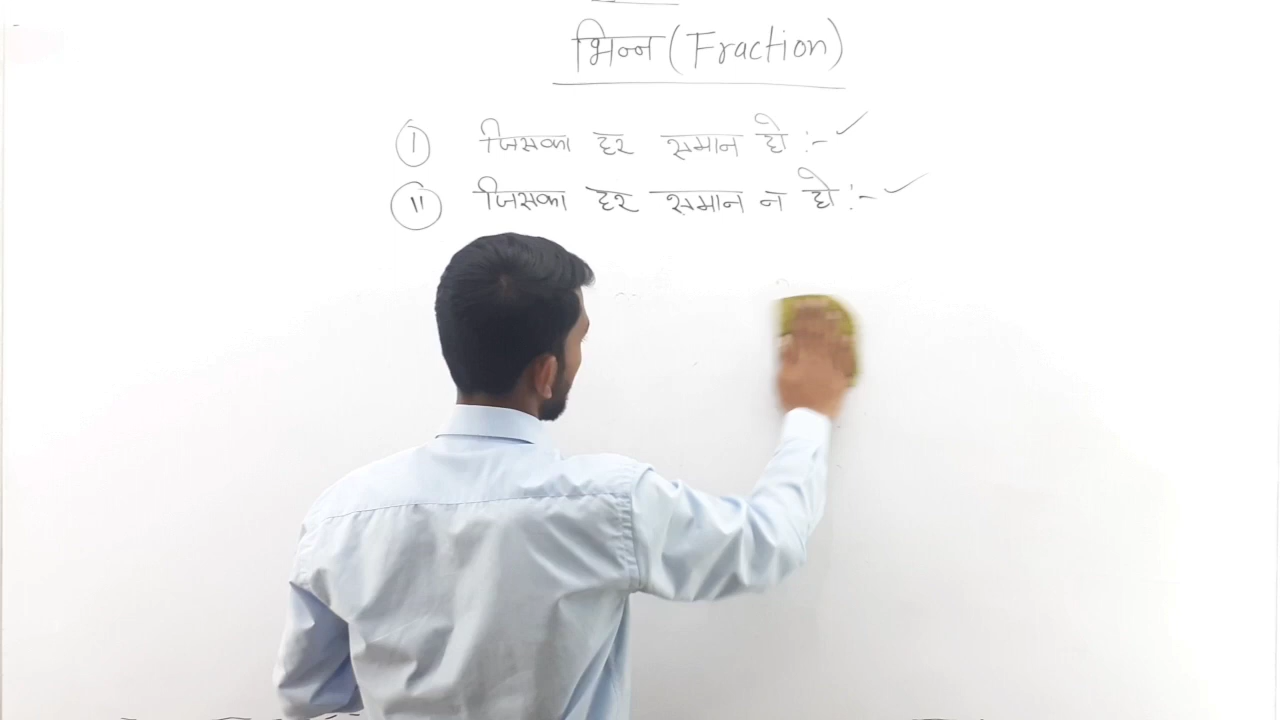 भिन्न (Fraction)
I जिसका हर समान हो :- ✓
II जिसका हर समान न हो :- ✓